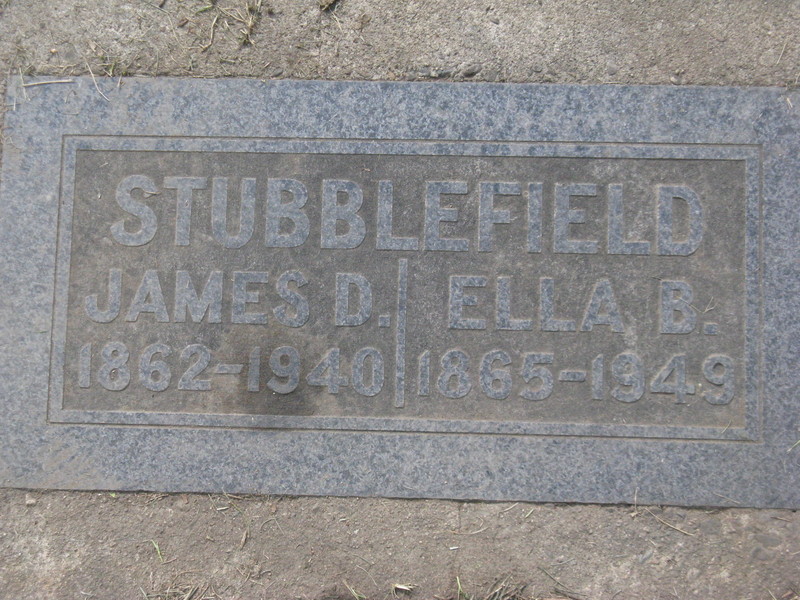 STUBBLEFIELD
JAMES D. ELLA B.
1862-1940 1865-1949